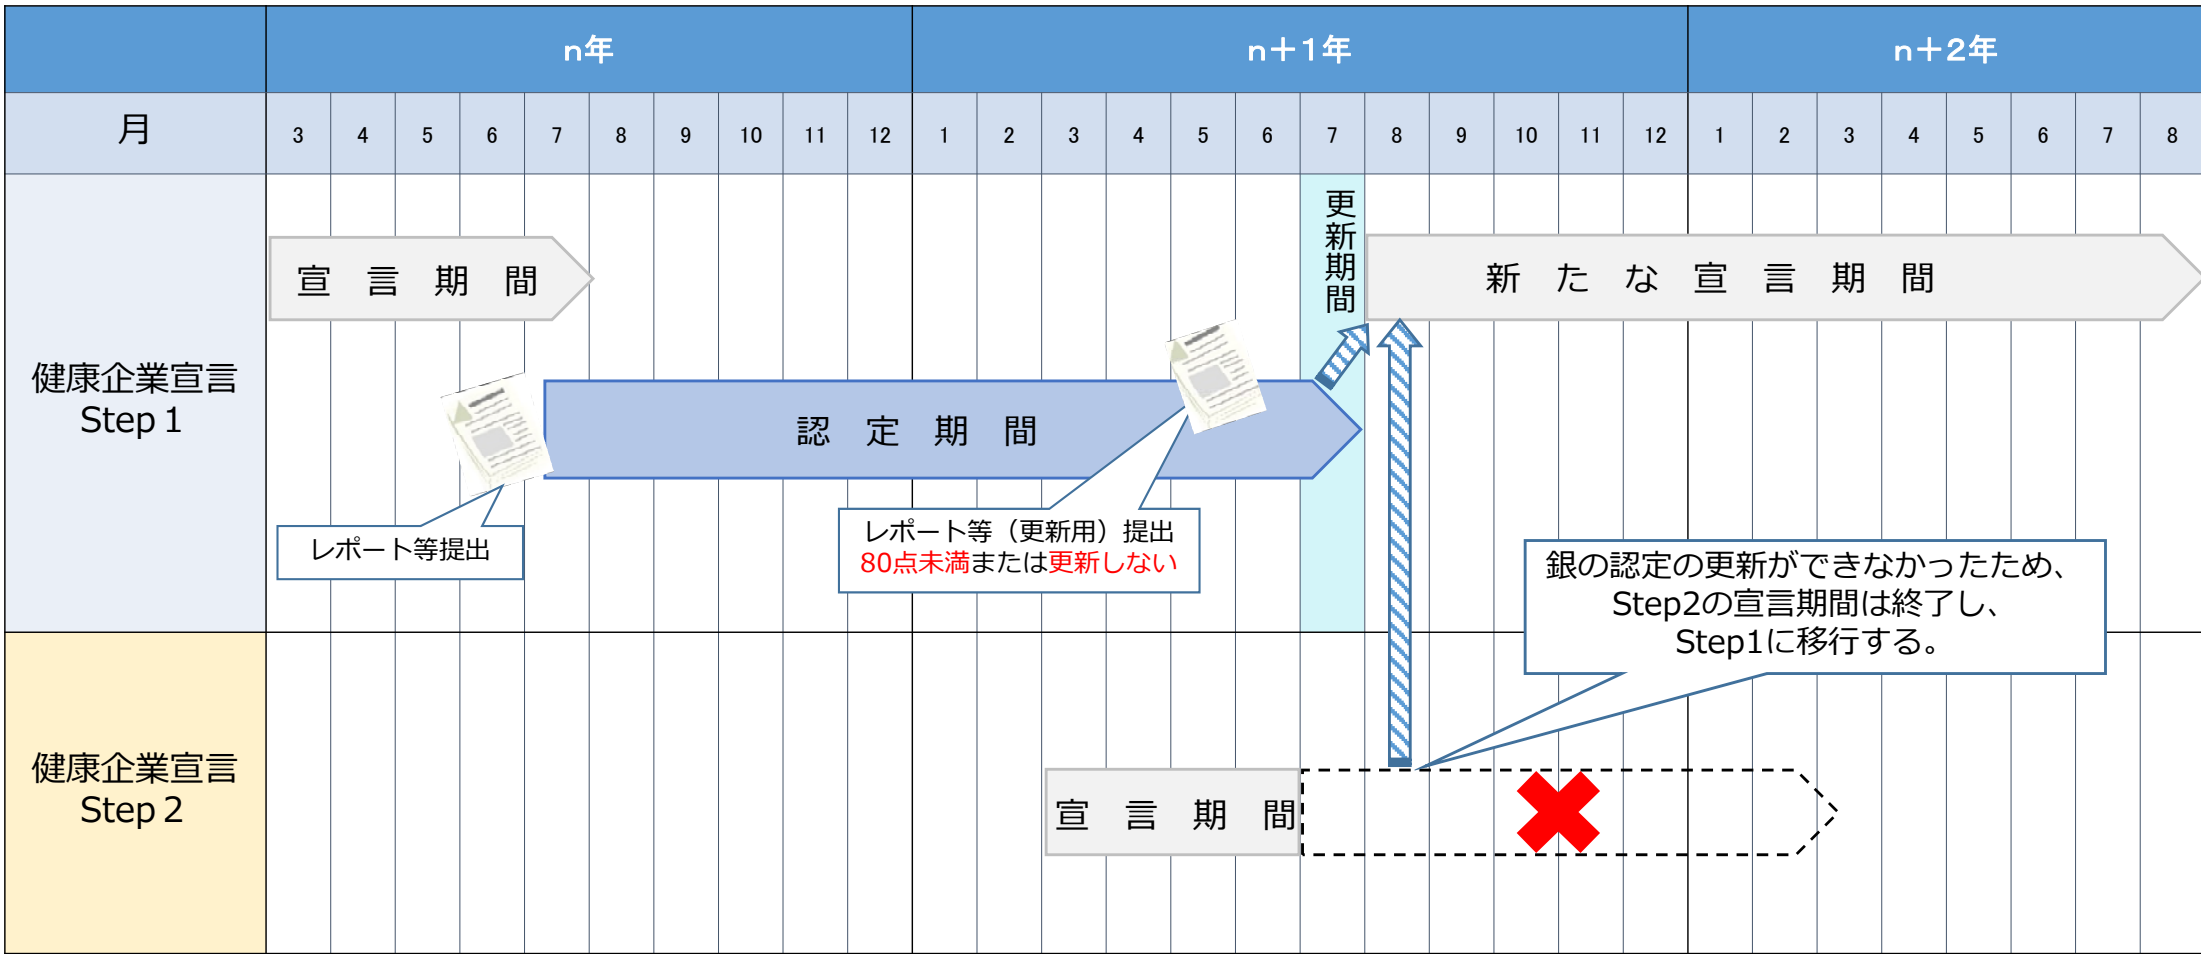 n年
n＋1年
n＋2年
月
3 4 5 6 7 8 9 10 11 12 1 2 3 4 5 6 7 8 9 10 11 12 1 2 3 4 5 6 7 8
健康企業宣言
Step 1
宣言期間
更新期間
新たな宣言期間
認定期間
レポート等提出
レポート等（更新用）提出
80点未満または更新しない
銀の認定の更新ができなかったため、
Step2の宣言期間は終了し、
Step1に移行する。
健康企業宣言
Step 2
宣言期間